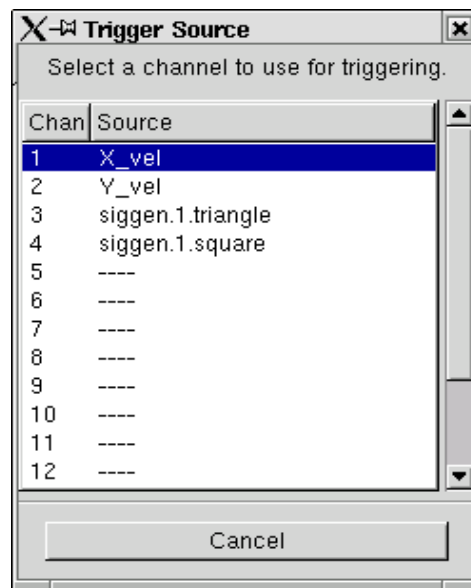 Trigger Source
Select a channel to use for triggering.
Chan Source
1 X_vel
2 Y_vel
3 siggen.1.triangle
4 siggen.1.square
5 ----
6 ----
7 ----
8 ----
9 ----
10 ----
11 ----
12 ----
Cancel